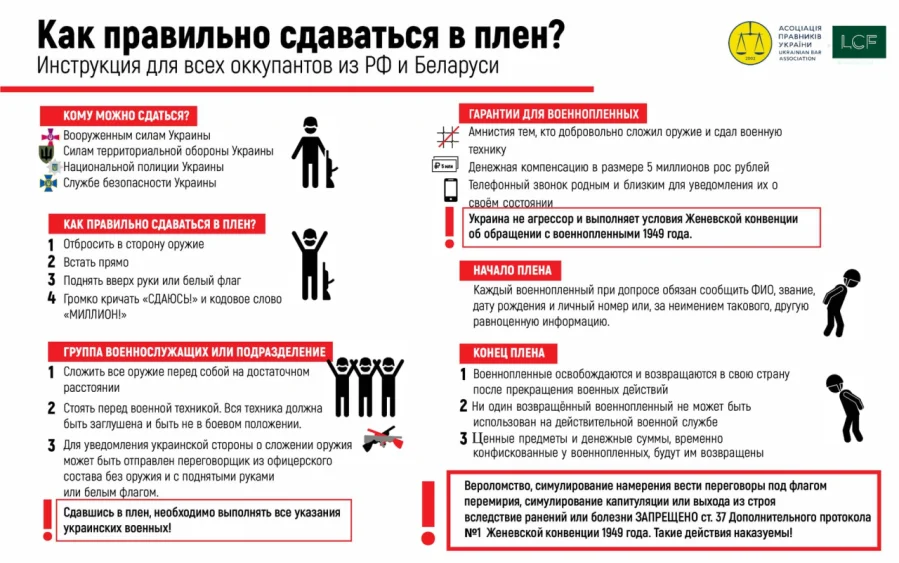 Как правильно сдаваться в плен?
Инструкция для всех оккупантов из РФ и Беларуси
АСОЦІАЦІЯ
ПРАВНИКІВ
УКРАЇНИ
UKRAINIAN BAR
ASSOCIATION
2002
LCF
КОМУ МОЖНО СДАТЬСЯ?
Вооруженным силам Украины
Силам территориальной обороны Украины
Национальной полиции Украины
Службе безопасности Украины
КАК ПРАВИЛЬНО СДАВАТЬСЯ В ПЛЕН?
1 Отбросить в сторону оружие
2 Встать прямо
3 Поднять вверх руки или белый флаг
4 Громко кричать «СДАЮСЬ!» и кодовое слово
«МИЛЛИОН!»
ГРУППА ВОЕННОСЛУЖАЩИХ ИЛИ ПОДРАЗДЕЛЕНИЕ
1 Сложить все оружие перед собой на достаточном
расстоянии
2 Стоять перед военной техникой. Вся техника должна
быть заглушена и быть не в боевом положении.
3 Для уведомления украинской стороны о сложении оружия
может быть отправлен переговорщик из офицерского
состава без оружия и с поднятыми руками
или белым флагом.
! Сдавшись в плен, необходимо выполнять все указания
украинских военных!
ГАРАНТИИ ДЛЯ ВОЕННОПЛЕННЫХ
Амнистия тем, кто добровольно сложил оружие и сдал военную
технику
₽ 5 млн
Денежная компенсацию в размере 5 миллионов рос рублей
Телефонный звонок родным и близким для уведомления их о
своём состоянии
! Украина не агрессор и выполняет условия Женевской конвенции
об обращении с военнопленными 1949 года.
НАЧАЛО ПЛЕНА
Каждый военнопленный при допросе обязан сообщить ФИО, звание,
дату рождения и личный номер или, за неимением такового, другую
равноценную информацию.
КОНЕЦ ПЛЕНА
1 Военнопленные освобождаются и возвращаются в свою страну
после прекращения военных действий
2 Ни один возвращённый военнопленный не может быть
использован на действительной военной службе
3 Ценные предметы и денежные суммы, временно
конфискованные у военнопленных, будут им возвращены
! Вероломство, симулирование намерения вести переговоры под флагом
перемирия, симулирование капитуляции или выхода из строя
вследствие ранений или болезни ЗАПРЕЩЕНО ст. 37 Дополнительного протокола
№1 Женевской конвенции 1949 года. Такие действия наказуемы!